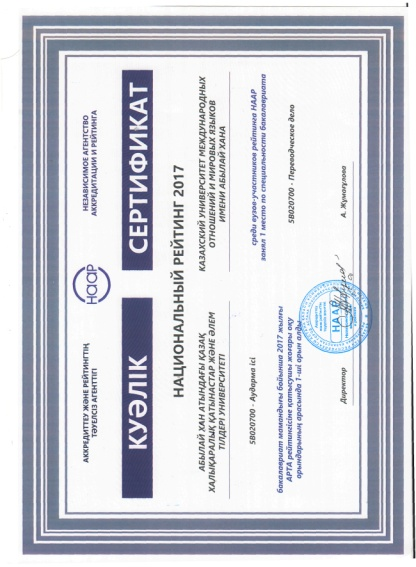 АККРЕДИТТЕУ ЖӘНЕ РЕЙТИНГТІҢ
ТӘУЕЛСІЗ АГЕНТТІГІ
НААР
НЕЗАВИСИМОЕ АГЕНТСТВО
АККРЕДИТАЦИИ И РЕЙТИНГА
КУӘЛІК
СЕРТИФИКАТ
НАЦИОНАЛЬНЫЙ РЕЙТИНГ 2017
АБЫЛАЙ ХАН АТЫНДАҒЫ ҚАЗАҚ
ХАЛЫҚАРАЛЫҚ ҚАТЫНАСТАР ЖӘНЕ ӘЛЕМ
ТІЛДЕРІ УНИВЕРСИТЕТІ
5В020700 - Аударма ісі
бакалавриат мамандығы бойынша 2017 жылғы
АРТА рейтингісіне қатысушы жоғары оқу
орындарының арасында 1-ші орын алды
КАЗАХСКИЙ УНИВЕРСИТЕТ МЕЖДУНАРОДНЫХ
ОТНОШЕНИЙ И МИРОВЫХ ЯЗЫКОВ
ИМЕНИ АБЫЛАЙ ХАНА
среди вузов-участников рейтинга НААР
занял 1 место по специальности бакалавриата
5В020700 - Переводческое дело
Директор
НААР
А. Жумагулова